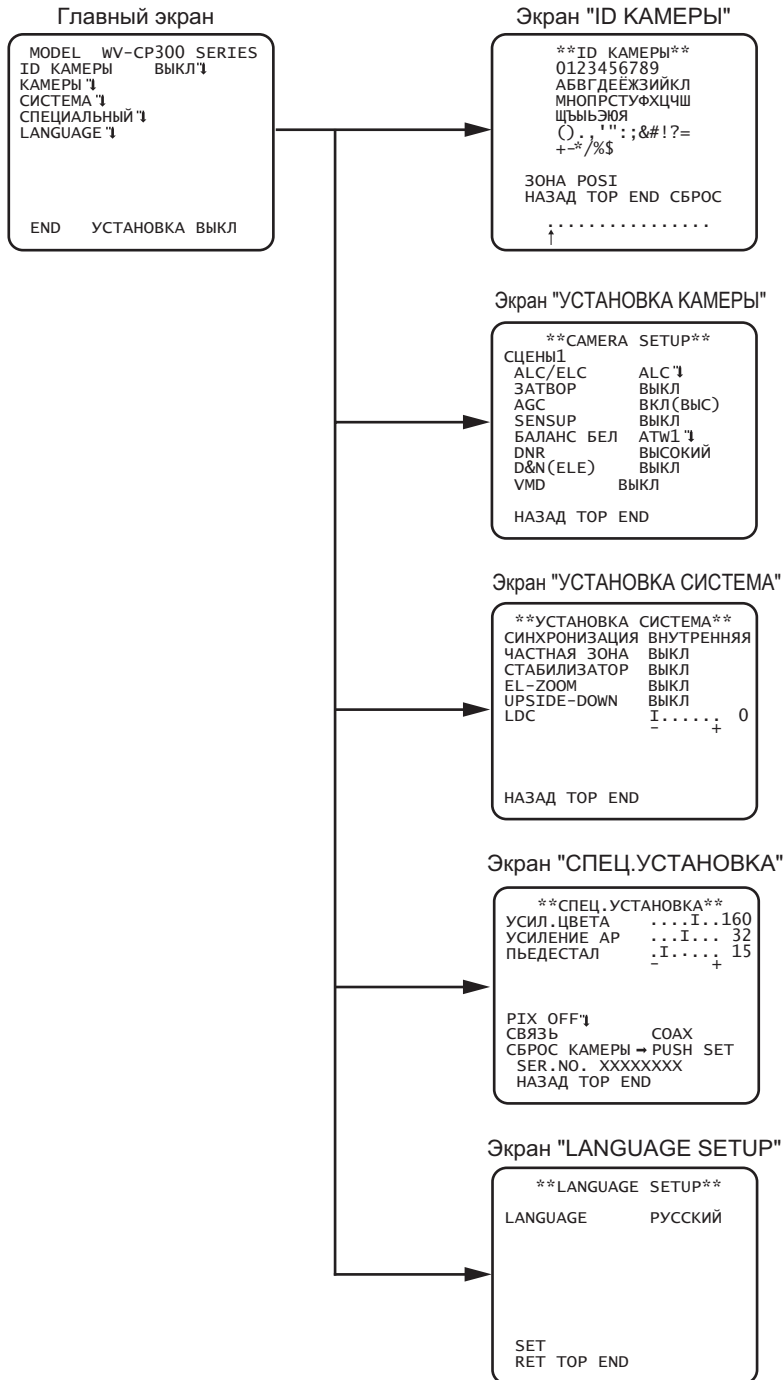 Главный экран
MODEL WV-CP300 SERIES
ID КАМЕРЫ ВЫКЛ
КАМЕРЫ
СИСТЕМА
СПЕЦИАЛЬНЫЙ
LANGUAGE
END УСТАНОВКА ВЫКЛ
Экран "ID КАМЕРЫ"
**ID КАМЕРЫ**
0123456789
АБВГДЕЁЖЗИЙКЛ
МНОПРСТУФХЦЧШ
ЩЪЫЬЭЮЯ
().,'":;&#!?=
+-*/%$
ЗОНА POSI
НАЗАД TOP END СБРОС
................
↑
Экран "УСТАНОВКА КАМЕРЫ"
**CAMERA SETUP**
СЦЕНЫ1
ALC/ELC ALC
ЗАТВОР ВЫКЛ
AGC ВКЛ(ВЫС)
SENSUP ВЫКЛ
БАЛАНС БЕЛ ATW1
DNR ВЫСОКИЙ
D&N(ELE) ВЫКЛ
VMD ВЫКЛ
НАЗАД TOP END
Экран "УСТАНОВКА СИСТЕМА"
**УСТАНОВКА СИСТЕМА**
СИНХРОНИЗАЦИЯ ВНУТРЕННЯЯ
ЧАСТНАЯ ЗОНА ВЫКЛ
СТАБИЛИЗАТОР ВЫКЛ
EL-ZOOM ВЫКЛ
UPSIDE-DOWN ВЫКЛ
LDC I...... 0
- +
НАЗАД TOP END
Экран "СПЕЦ.УСТАНОВКА"
**СПЕЦ.УСТАНОВКА**
УСИЛ.ЦВЕТА ....I..160
УСИЛЕНИЕ АР ...I... 32
ПЬЕДЕСТАЛ .I..... 15
- +
PIX OFF
СВЯЗЬ COAX
СБРОС КАМЕРЫ → PUSH SET
SER.NO. XXXXXXXX
НАЗАД TOP END
Экран "LANGUAGE SETUP"
**LANGUAGE SETUP**
LANGUAGE РУССКИЙ
SET
RET TOP END